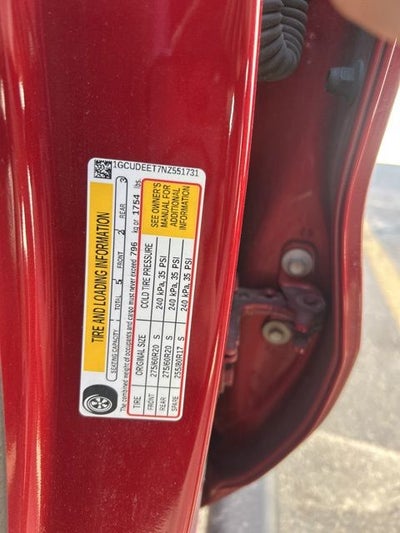 1GCUDEET7NZ551731
TIRE AND LOADING INFORMATION
SEATING CAPACITY TOTAL 5 FRONT 2 REAR 3
The combined weight of occupants and cargo must never exceed 796 kg or 1754 lbs.
TIRE ORIGINAL SIZE COLD TIRE PRESSURE
FRONT 275/60R20 S 240 kPa, 35 PSI
REAR 275/60R20 S 240 kPa, 35 PSI
SPARE 255/80R17 S 240 kPa, 35 PSI
SEE OWNER'S
MANUAL FOR
ADDITIONAL
INFORMATION